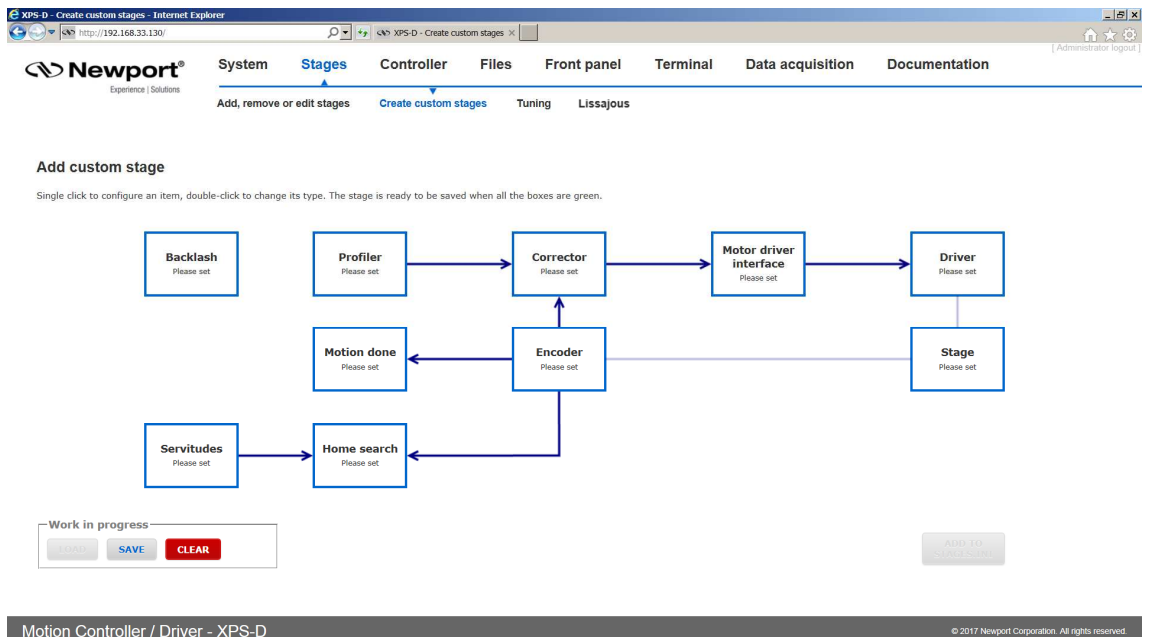 XPS-D - Create custom stages - Internet Explorer
http://192.168.33.130/
XPS-D - Create custom stages
[ Administrator logout ]
Newport®
Experience | Solutions
System Stages Controller Files Front panel Terminal Data acquisition Documentation
Add, remove or edit stages Create custom stages Tuning Lissajous
Add custom stage
Single click to configure an item, double-click to change its type. The stage is ready to be saved when all the boxes are green.
Backlash
Please set
Profiler
Please set
Corrector
Please set
Motor driver
interface
Please set
Driver
Please set
Motion done
Please set
Encoder
Please set
Stage
Please set
Servitudes
Please set
Home search
Please set
Work in progress
LOAD SAVE CLEAR
ADD TO
Motion Controller / Driver - XPS-D
© 2017 Newport Corporation. All rights reserved.